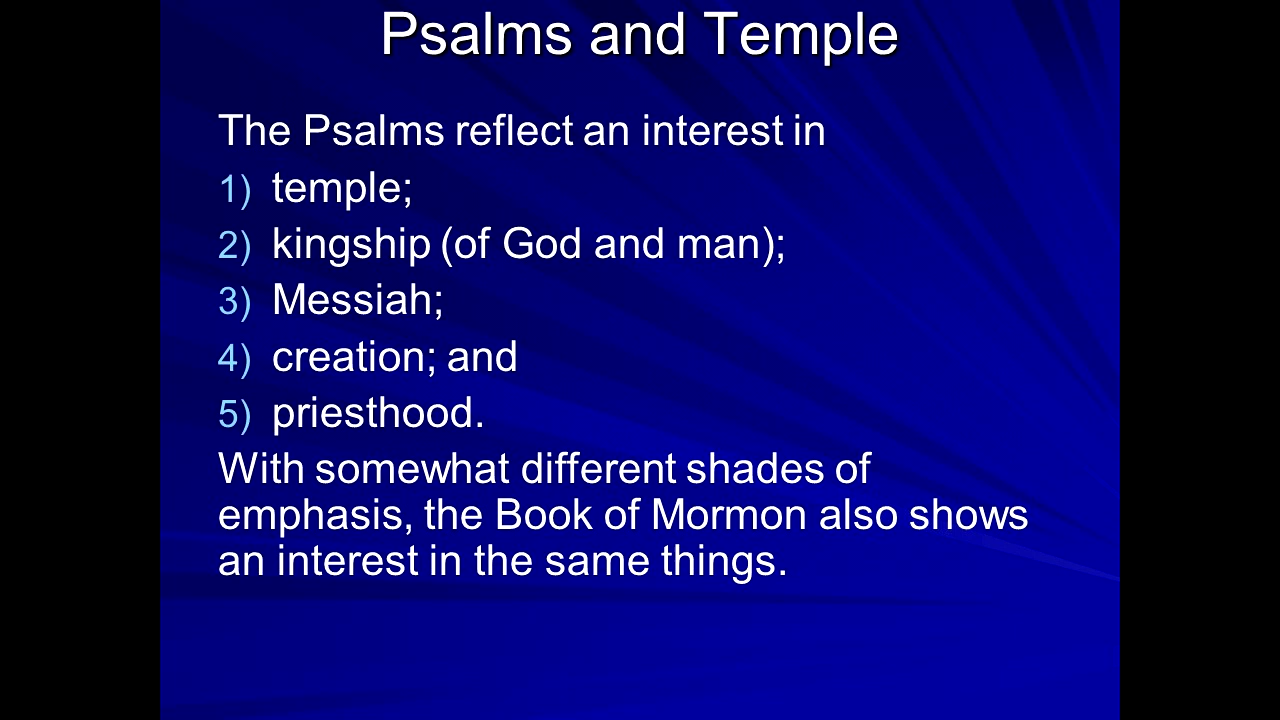 Psalms and Temple
The Psalms reflect an interest in
1) temple;
2) kingship (of God and man);
3) Messiah;
4) creation; and
5) priesthood.
With somewhat different shades of
emphasis, the Book of Mormon also shows
an interest in the same things.